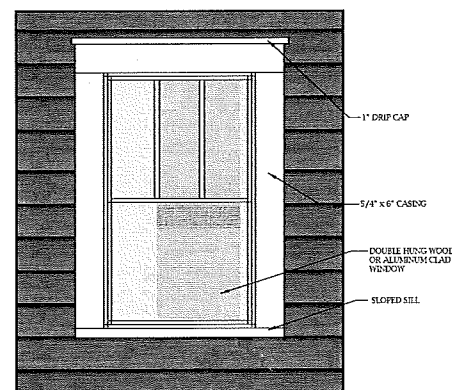 1" DRIP CAP
5/4" x 6" CASING
DOUBLE HUNG WOOD
OR ALUMINUM CLAD
WINDOW
SLOPED SILL